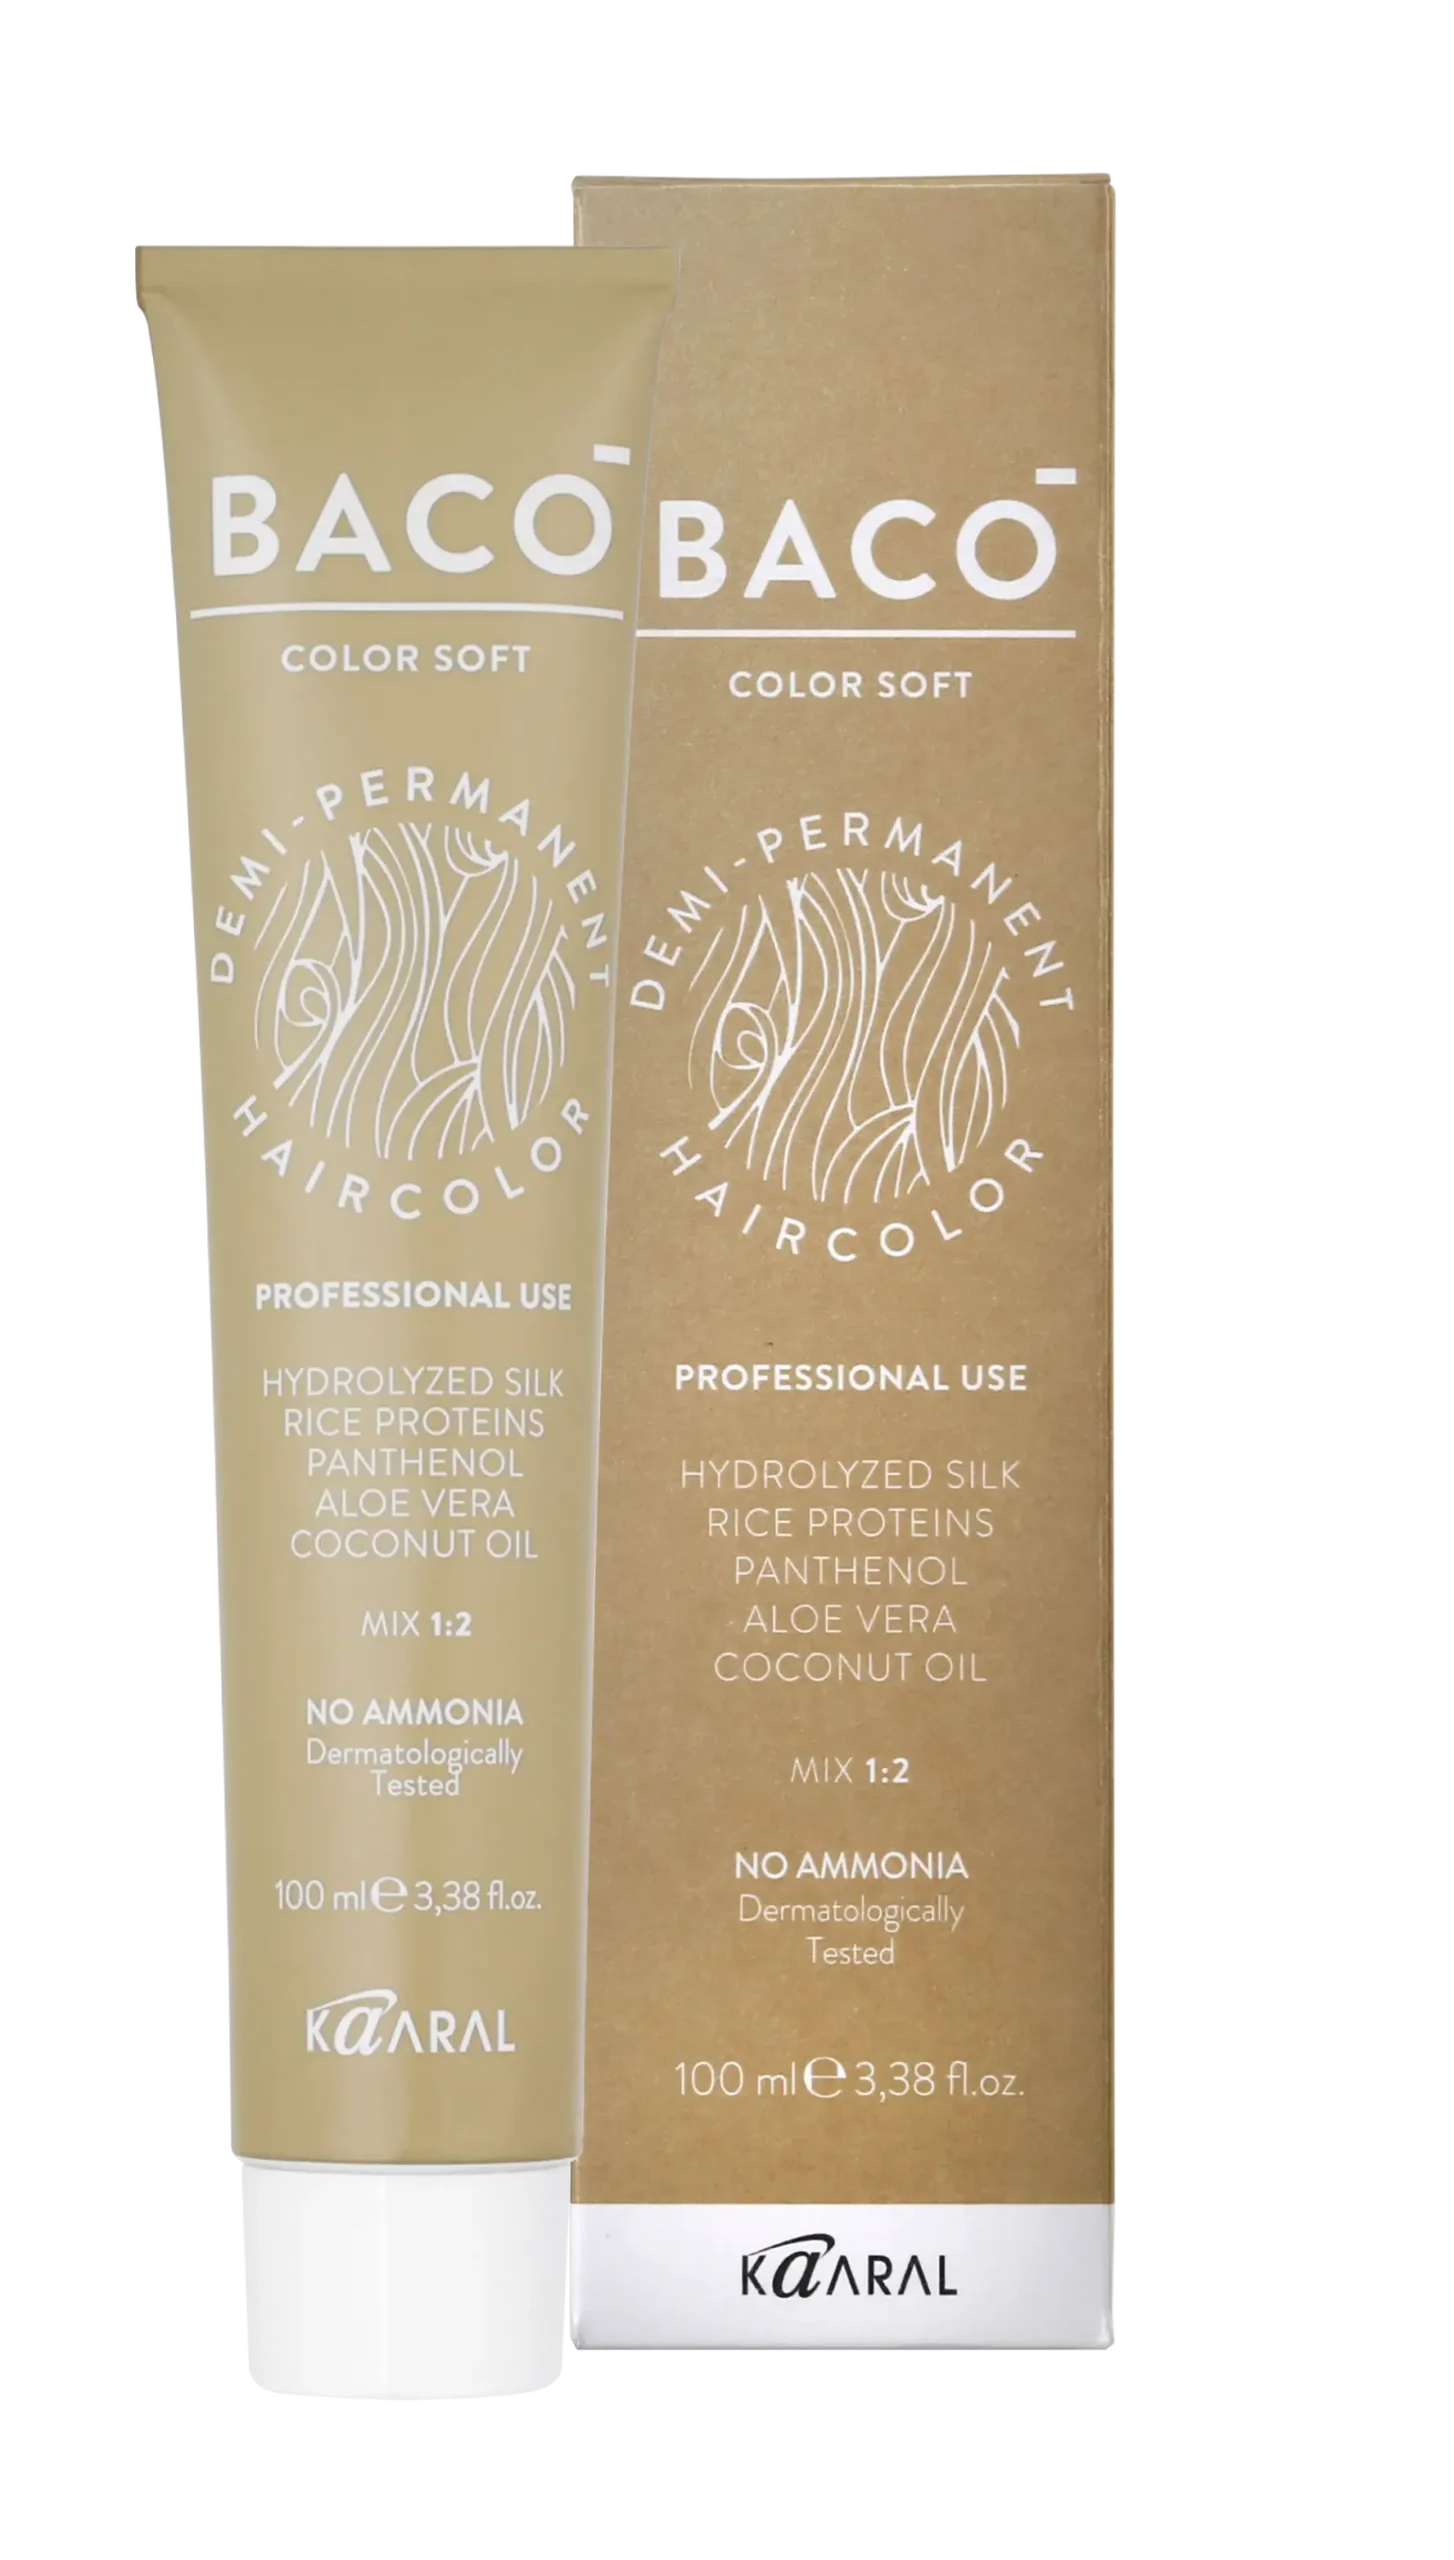 BACO
COLOR SOFT
DEMI-PERMANENT
HAIRCOLOR
PROFESSIONAL USE
HYDROLYZED SILK
RICE PROTEINS
PANTHENOL
ALOE VERA
COCONUT OIL
MIX 1:2
NO AMMONIA
Dermatologically
Tested
100 ml ℮ 3,38 fl.oz.
KAARAL
BACO
COLOR SOFT
DEMI-PERMANENT
HAIRCOLOR
PROFESSIONAL USE
HYDROLYZED SILK
RICE PROTEINS
PANTHENOL
ALOE VERA
COCONUT OIL
MIX 1:2
NO AMMONIA
Dermatologically
Tested
100 ml ℮ 3,38 fl.oz.
KAARAL